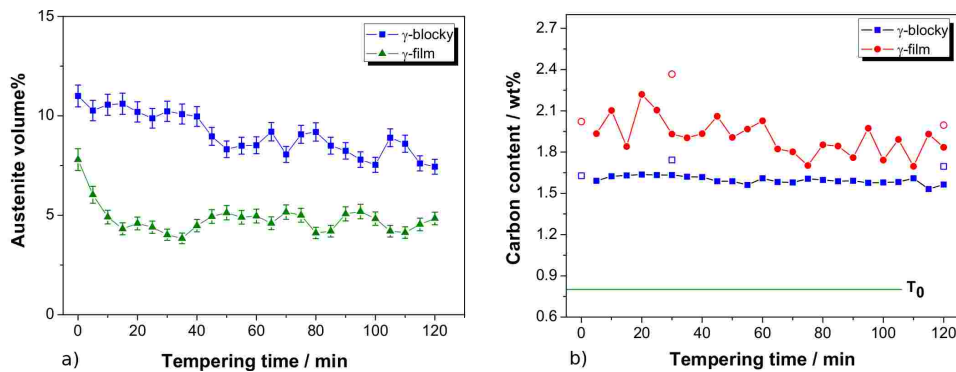 15
10
5
0
Austenite volume%
γ-blocky
γ-film
0 20 40 60 80 100 120
a) Tempering time / min
2.7
2.4
2.1
1.8
1.5
1.2
0.9
0.6
Carbon content / wt%
γ-blocky
γ-film
T0
0 20 40 60 80 100 120
b) Tempering time / min